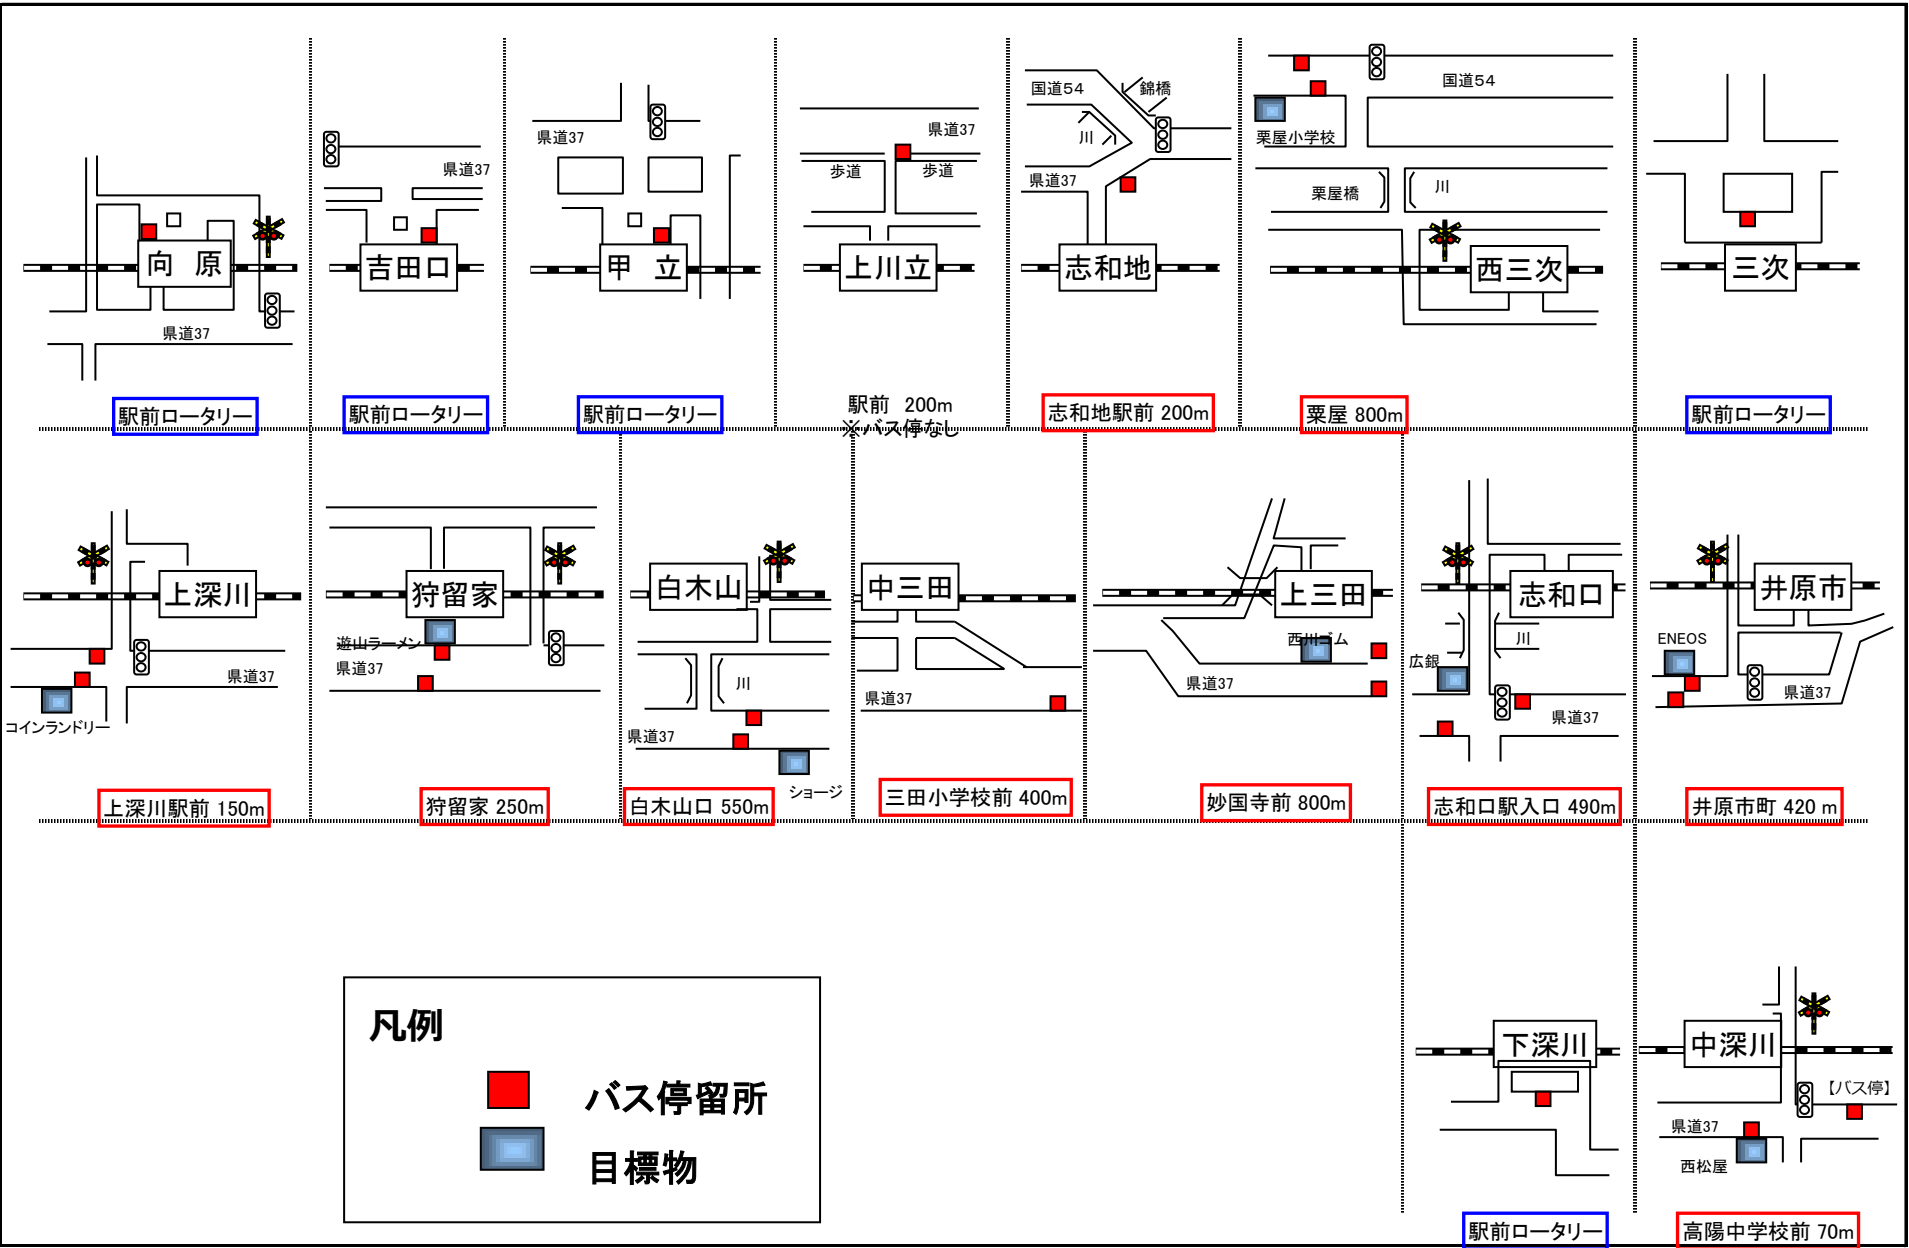 向 原
県道37
駅前ロータリー
県道37
吉田口
駅前ロータリー
県道37
甲 立
駅前ロータリー
県道37
歩道
歩道
上川立
駅前 200m
※バス停なし
国道54
錦橋
川
県道37
志和地
志和地駅前 200m
国道54
粟屋小学校
粟屋橋
川
西三次
粟屋 800m
三次
駅前ロータリー
上深川
県道37
コインランドリー
上深川駅前 150m
狩留家
遊山ラーメン
県道37
狩留家 250m
白木山
川
県道37
ショージ
白木山口 550m
中三田
県道37
三田小学校前 400m
上三田
西川ゴム
県道37
妙国寺前 800m
志和口
川
広銀
県道37
志和口駅入口 490m
井原市
ENEOS
県道37
井原市町 420 m
凡例
バス停留所
目標物
下深川
駅前ロータリー
中深川
【バス停】
県道37
西松屋
高陽中学校前 70m